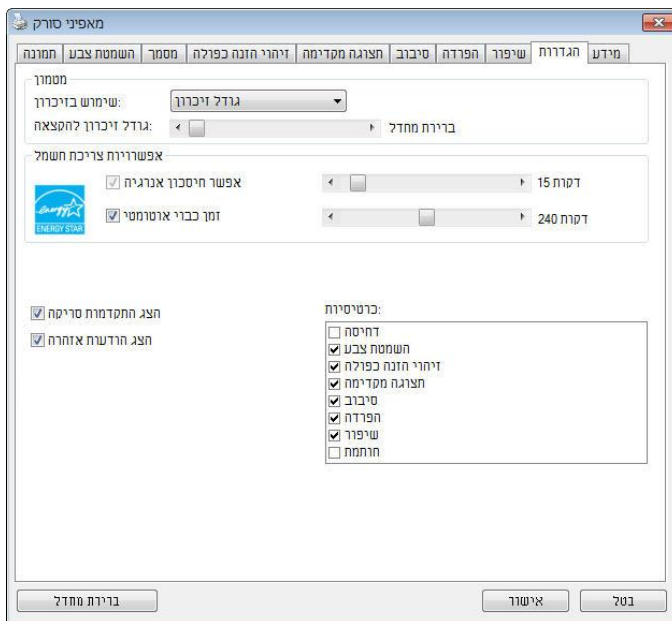 מאפיני סורק
תמונה השמטת צבע מסמך זיהוי הזנה כפולה תצוגה מקדימה סיבוב הפרדה שיפור הגדרות מידע
מטמון
שימוש בזיכרון: גודל זיכרון
גודל זיכרון להקצאה: ברירת מחדל
אפשרויות צריכת חשמל
אפשר חיסכון אנרגיה 15 דקות
זמן כבוי אוטומטי 240 דקות
energy
ENERGY STAR
הצג התקדמות סריקה
הצג הודעות אזהרה
כרטיסיות:
דחיסה
השמטת צבע
זיהוי הזנה כפולה
תצוגה מקדימה
סיבוב
הפרדה
שיפור
חותמת
ברירת מחדל אישור בטל